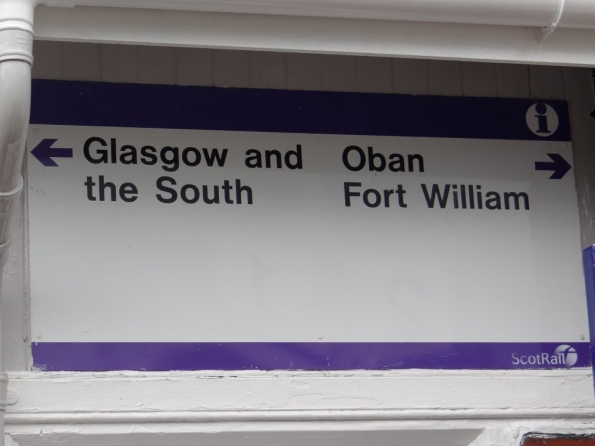 Glasgow and
the South
Oban
Fort William
ScotRail